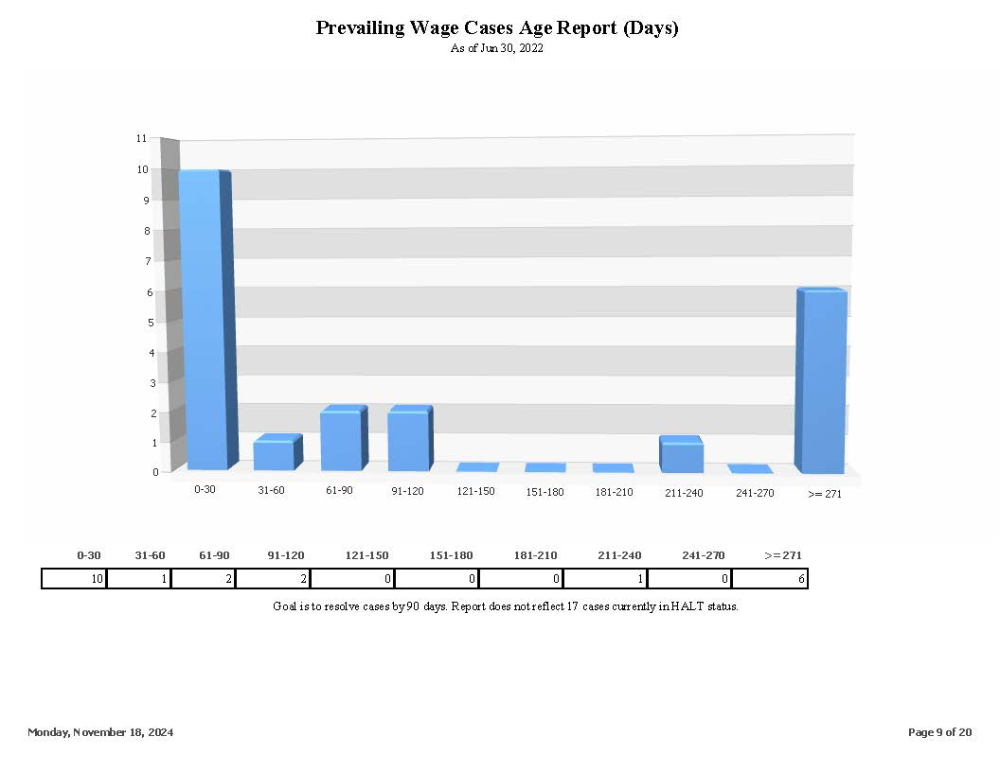 Prevailing Wage Cases Age Report (Days)
As of Jun 30, 2022
11
10
9
8
7
6
5
4
3
2
1
0
0-30 31-60 61-90 91-120 121-150 151-180 181-210 211-240 241-270 >= 271
0-30 31-60 61-90 91-120 121-150 151-180 181-210 211-240 241-270 >=271
10 1 2 2 0 0 0 1 0 6
Goal is to resolve cases by 90 days. Report does not reflect 17 cases currently in HALT status.
Monday, November 18, 2024 Page 9 of 20